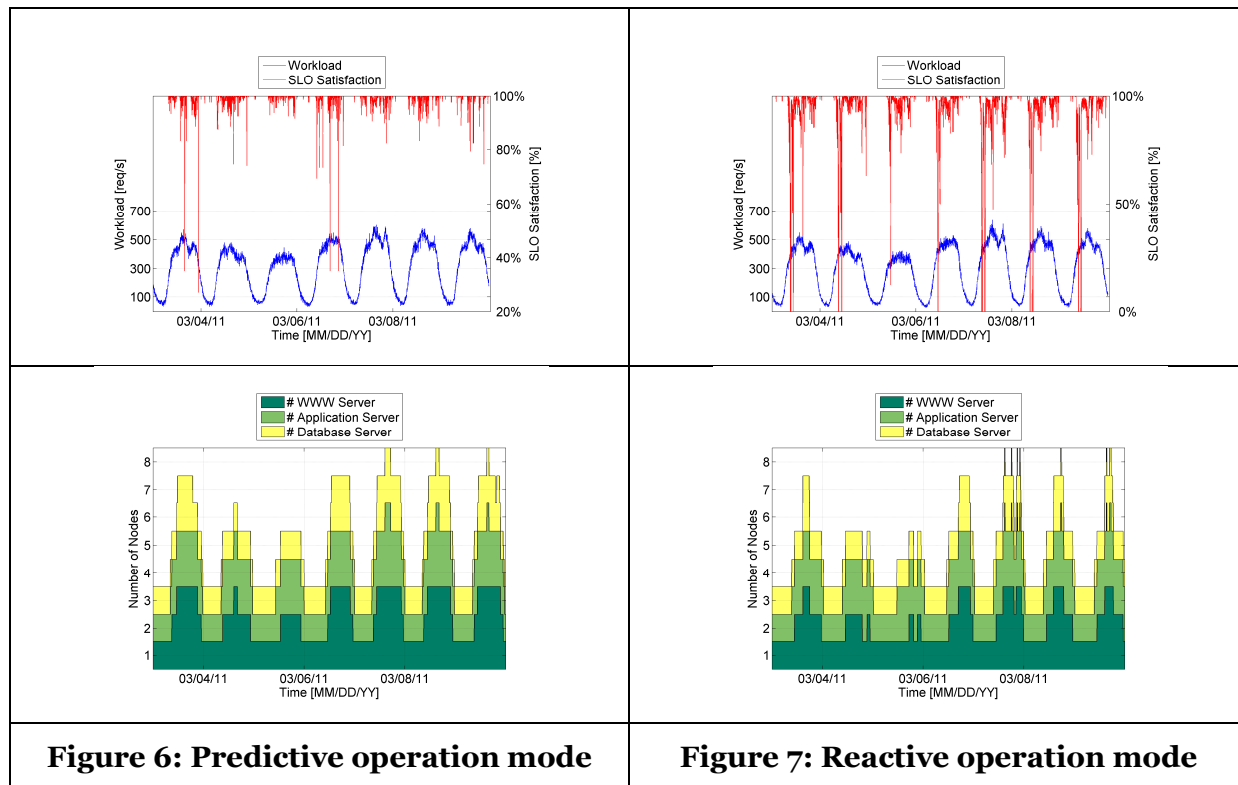 Workload
SLO Satisfaction
Workload [req/s]
700
500
300
100
100%
80%
60%
40%
20%
SLO Satisfaction [%]
03/04/11 03/06/11 03/08/11
Time [MM/DD/YY]
Workload
SLO Satisfaction
Workload [req/s]
700
500
300
100
100%
50%
0%
SLO Satisfaction [%]
03/04/11 03/06/11 03/08/11
Time [MM/DD/YY]
# WWW Server
# Application Server
# Database Server
Number of Nodes
8
7
6
5
4
3
2
1
03/04/11 03/06/11 03/08/11
Time [MM/DD/YY]
# WWW Server
# Application Server
# Database Server
Number of Nodes
8
7
6
5
4
3
2
1
03/04/11 03/06/11 03/08/11
Time [MM/DD/YY]
Figure 6: Predictive operation mode
Figure 7: Reactive operation mode